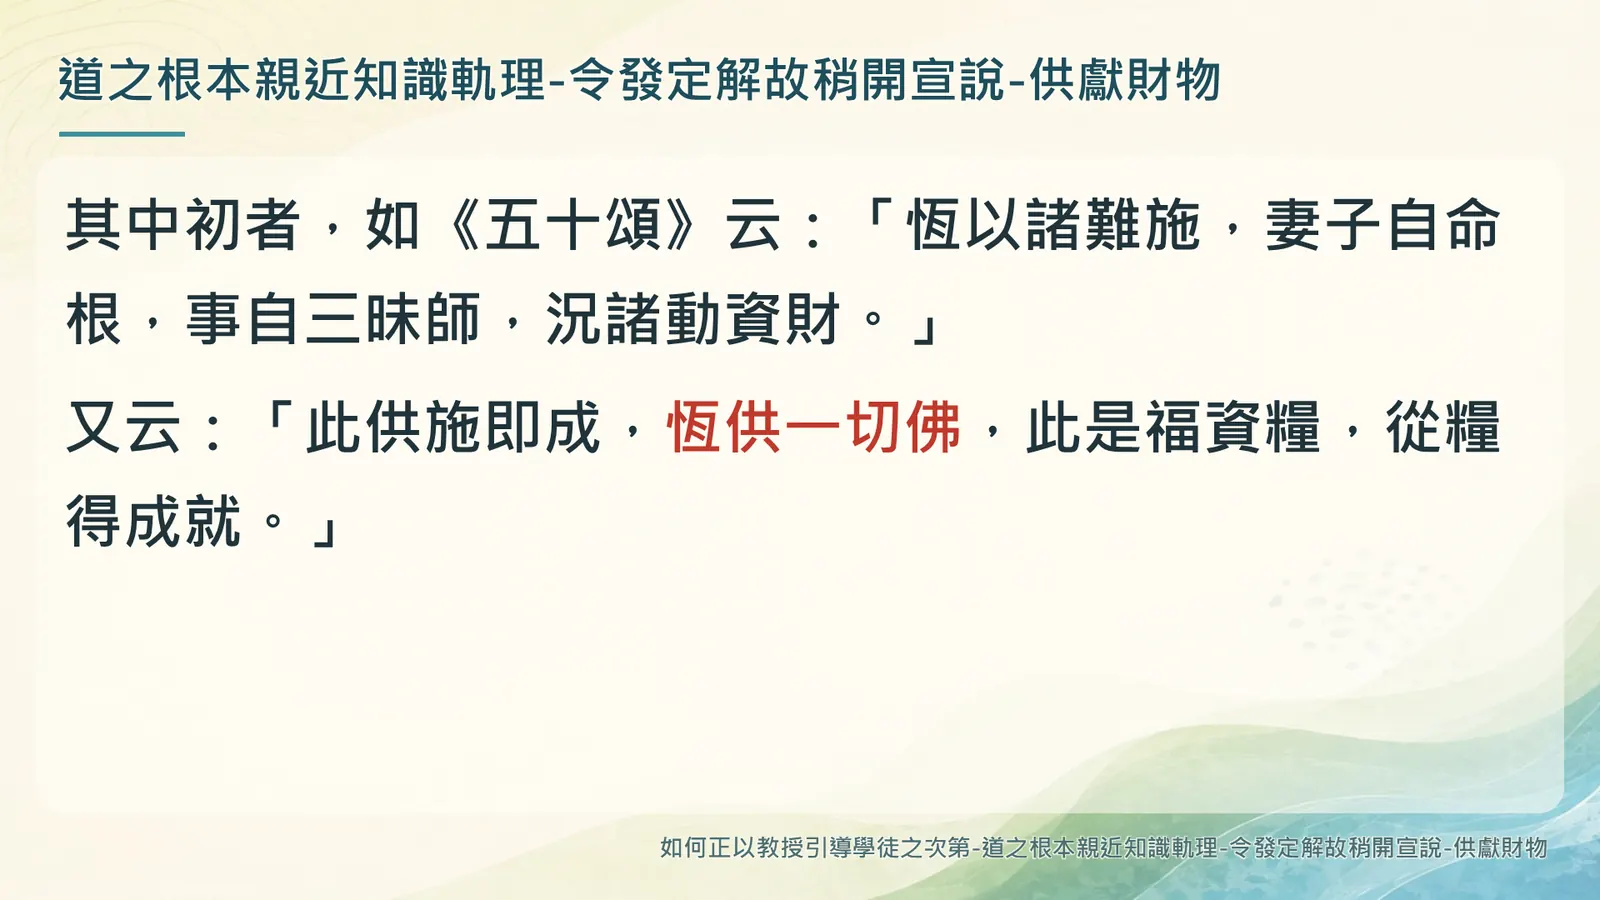 道之根本親近知識軌理-令發定解故稍開宣說-供獻財物
其中初者，如《五十頌》云：「恆以諸難施，妻子自命
根，事自三昧師，況諸動資財。」
又云：「此供施即成，恆供一切佛，此是福資糧，從糧
得成就。」
如何正以教授引導學徒之次第-道之根本親近知識軌理-令發定解故稍開宣說-供獻財物